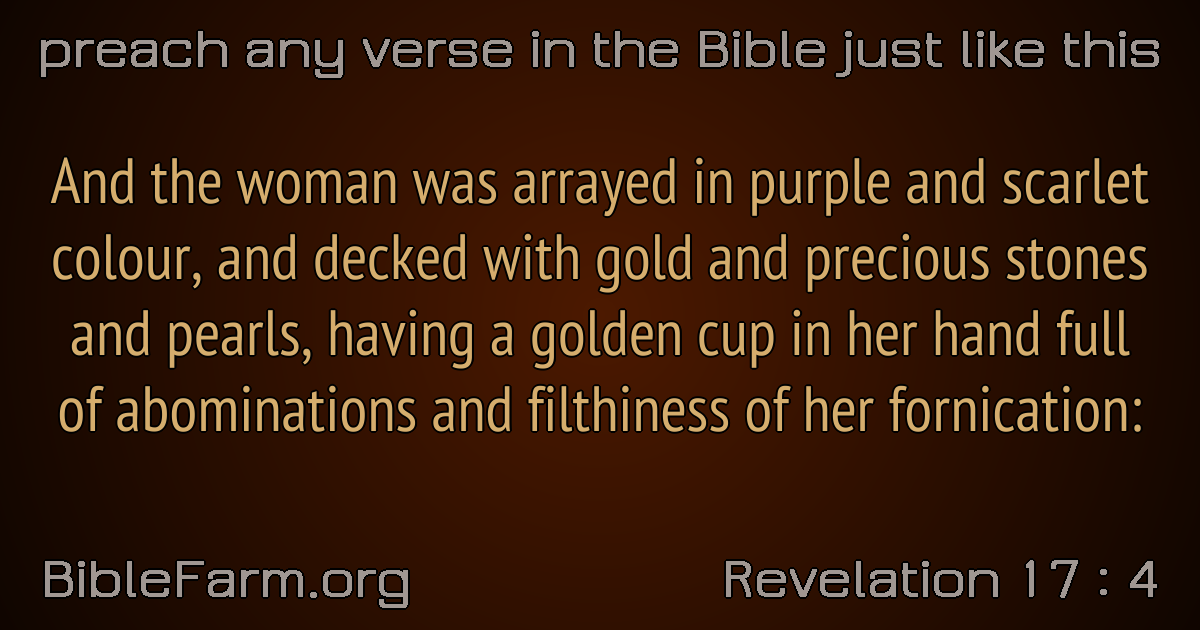 preach any verse in the Bible just like this
And the woman was arrayed in purple and scarlet
colour, and decked with gold and precious stones
and pearls, having a golden cup in her hand full
of abominations and filthiness of her fornication:
BibleFarm.org
Revelation 17 : 4